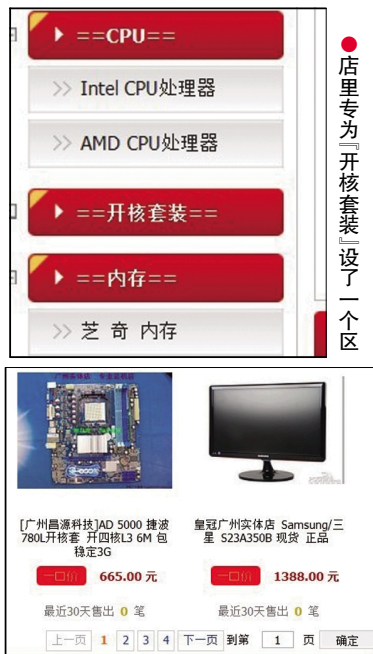 ==CPU==
>> Intel CPU处理器
>> AMD CPU处理器
==开核套装==
==内存==
>> 芝 奇 内存
●店里专为『开核套装』设了一个区
[广州昌源科技]AD 5000 捷波
780L开核套 开四核L3 6M 包
稳定3G
一口价 665.00 元
最近30天售出 0 笔
皇冠广州实体店 Samsung/三
星 S23A350B 现货 正品
一口价 1388.00 元
最近30天售出 0 笔
上一页 1 2 3 4 下一页 到第 1 页 确定